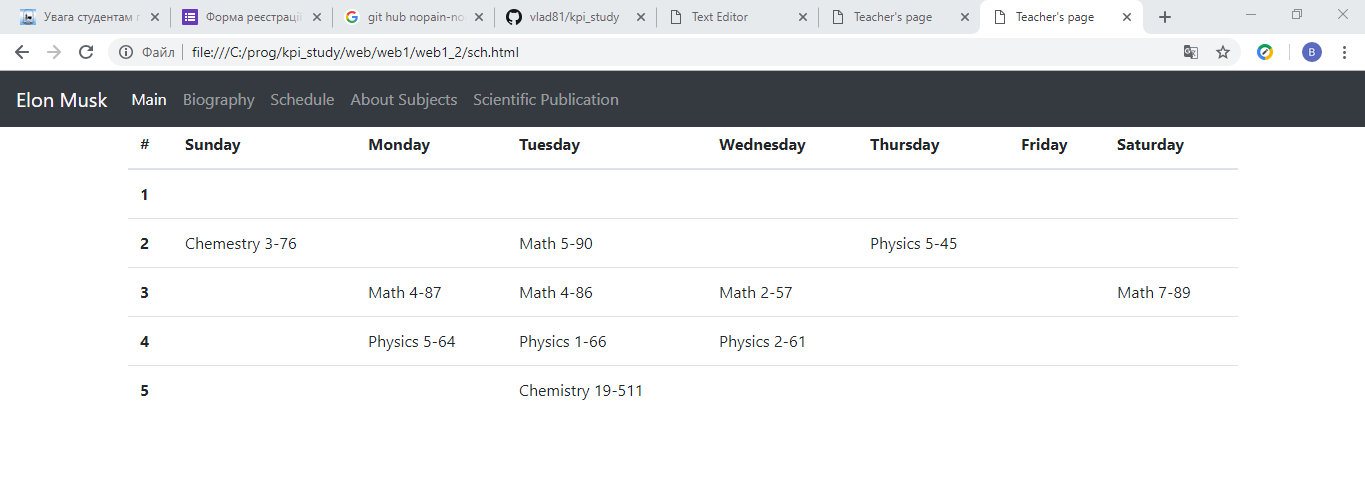 Увага студентам Форма реєстрації git hub nopain-no vlad81/kpi_study Text Editor Teacher's page Teacher's page
Файл file:///C:/prog/kpi_study/web/web1/web1_2/sch.html B
Elon Musk Main Biography Schedule About Subjects Scientific Publication
# Sunday Monday Tuesday Wednesday Thursday Friday Saturday
1
2 Chemestry 3-76 Math 5-90 Physics 5-45
3 Math 4-87 Math 4-86 Math 2-57 Math 7-89
4 Physics 5-64 Physics 1-66 Physics 2-61
5 Chemistry 19-511